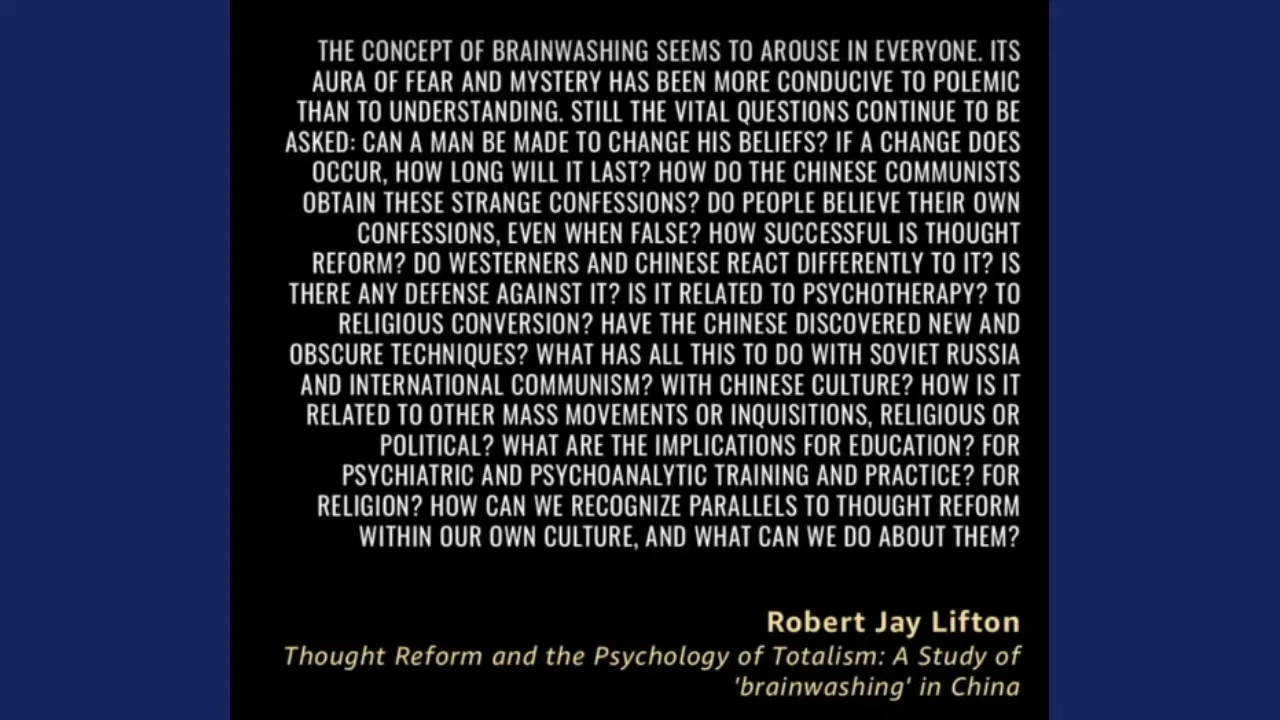 THE CONCEPT OF BRAINWASHING SEEMS TO AROUSE IN EVERYONE. ITS
AURA OF FEAR AND MYSTERY HAS BEEN MORE CONDUCIVE TO POLEMIC
THAN TO UNDERSTANDING. STILL THE VITAL QUESTIONS CONTINUE TO BE
ASKED: CAN A MAN BE MADE TO CHANGE HIS BELIEFS? IF A CHANGE DOES
OCCUR, HOW LONG WILL IT LAST? HOW DO THE CHINESE COMMUNISTS
OBTAIN THESE STRANGE CONFESSIONS? DO PEOPLE BELIEVE THEIR OWN
CONFESSIONS, EVEN WHEN FALSE? HOW SUCCESSFUL IS THOUGHT
REFORM? DO WESTERNERS AND CHINESE REACT DIFFERENTLY TO IT? IS
THERE ANY DEFENSE AGAINST IT? IS IT RELATED TO PSYCHOTHERAPY? TO
RELIGIOUS CONVERSION? HAVE THE CHINESE DISCOVERED NEW AND
OBSCURE TECHNIQUES? WHAT HAS ALL THIS TO DO WITH SOVIET RUSSIA
AND INTERNATIONAL COMMUNISM? WITH CHINESE CULTURE? HOW IS IT
RELATED TO OTHER MASS MOVEMENTS OR INQUISITIONS, RELIGIOUS OR
POLITICAL? WHAT ARE THE IMPLICATIONS FOR EDUCATION? FOR
PSYCHIATRIC AND PSYCHOANALYTIC TRAINING AND PRACTICE? FOR
RELIGION? HOW CAN WE RECOGNIZE PARALLELS TO THOUGHT REFORM
WITHIN OUR OWN CULTURE, AND WHAT CAN WE DO ABOUT THEM?
Robert Jay Lifton
Thought Reform and the Psychology of Totalism: A Study of
'brainwashing' in China